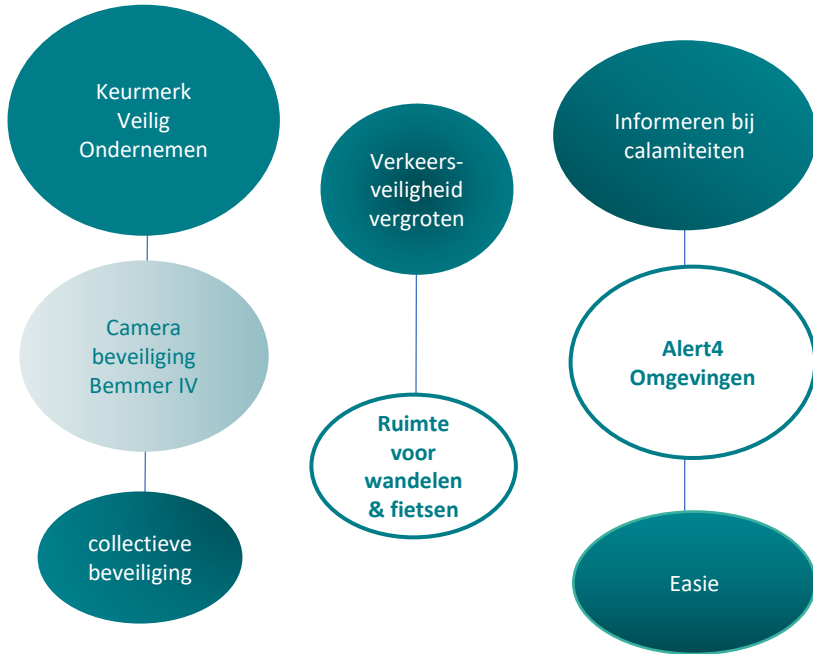 Keurmerk
Veilig
Ondernemen
Camera
beveiliging
Bemmer IV
collectieve
beveiliging
Verkeers-
veiligheid
vergroten
Ruimte
voor
wandelen
& fietsen
Informeren bij
calamiteiten
Alert4
Omgevingen
Easie